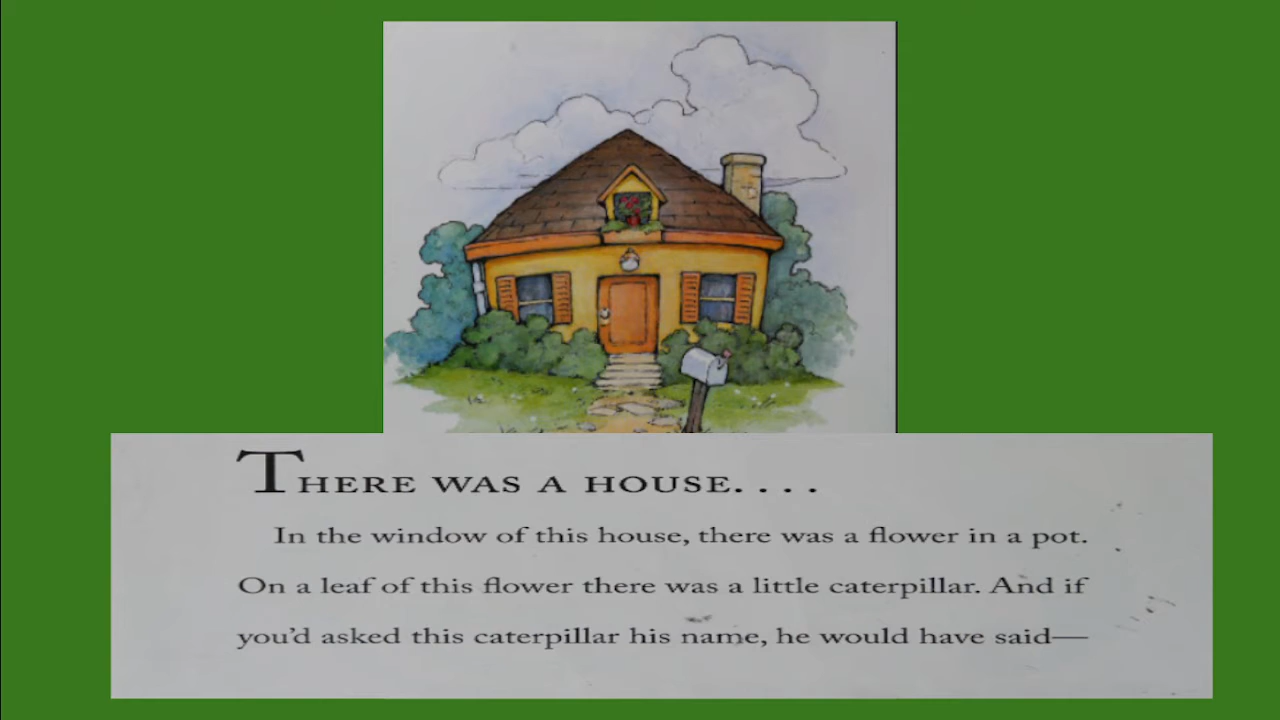 THERE WAS A HOUSE....
In the window of this house, there was a flower in a pot.
On a leaf of this flower there was a little caterpillar. And if
you'd asked this caterpillar his name, he would have said—